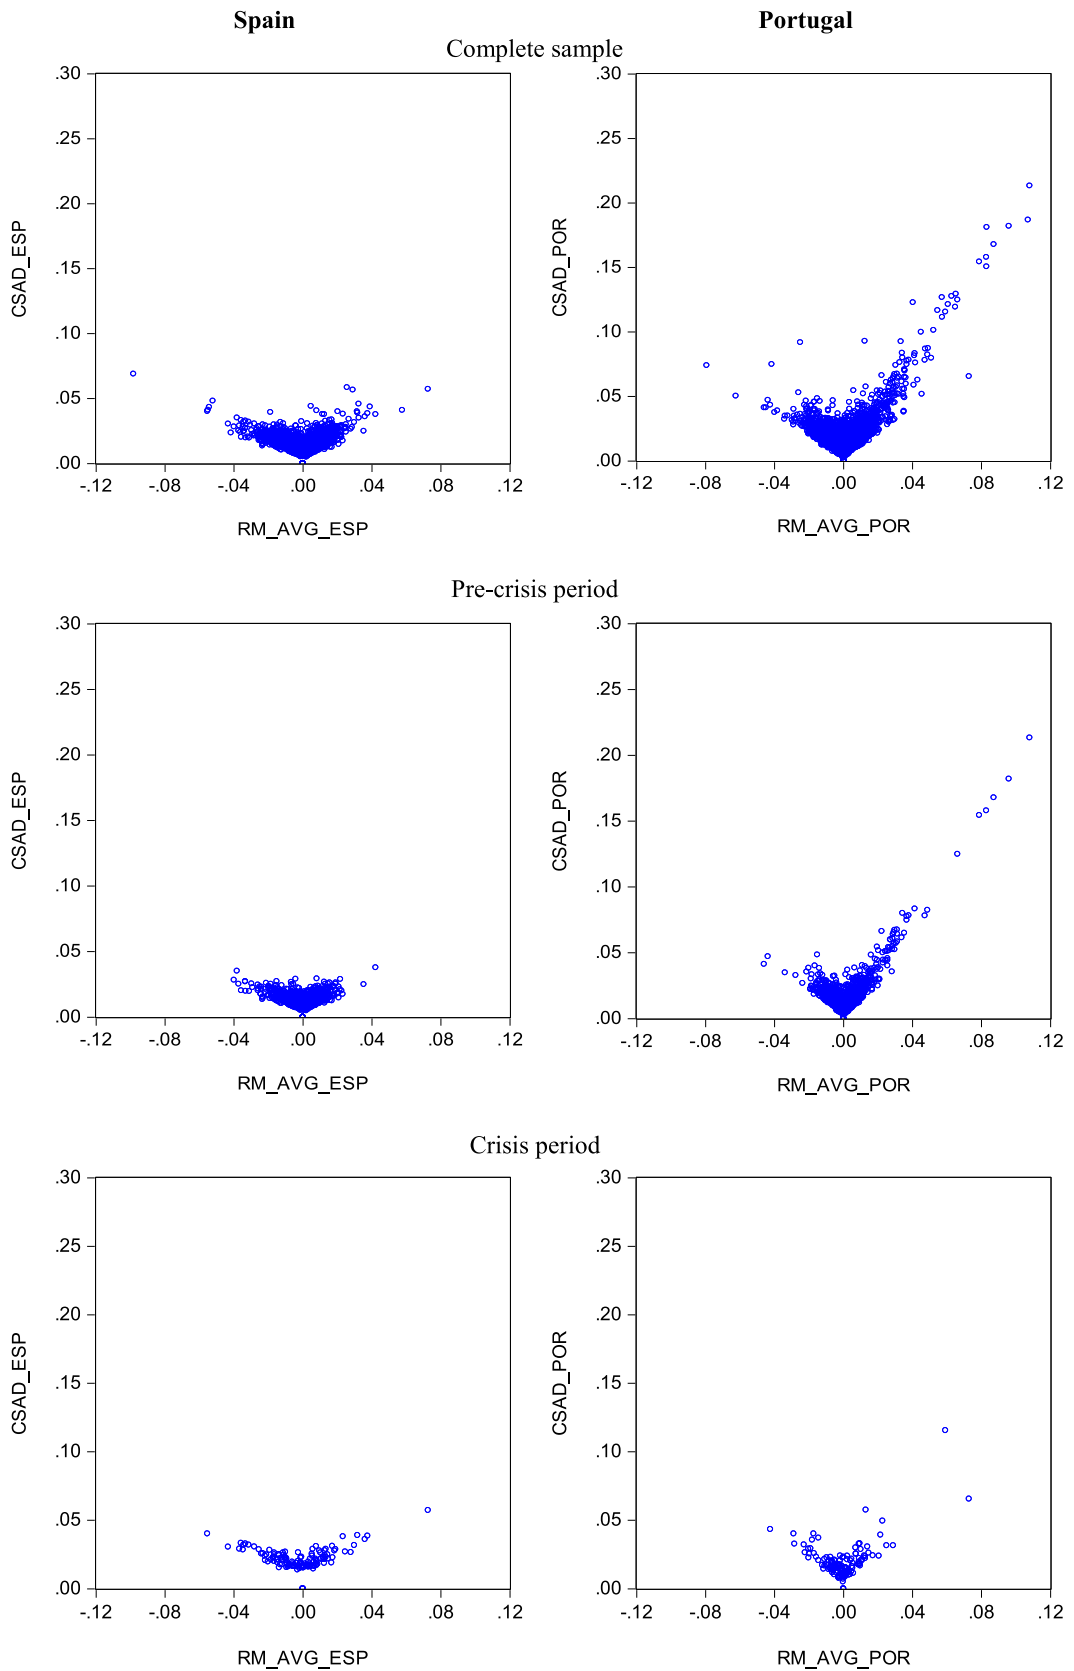 Spain Portugal
Complete sample
.30
.25
.20
.15
.10
.05
.00
CSAD_ESP
-.12 -.08 -.04 .00 .04 .08 .12
RM_AVG_ESP
.30
.25
.20
.15
.10
.05
.00
CSAD_POR
-.12 -.08 -.04 .00 .04 .08 .12
RM_AVG_POR
Pre-crisis period
.30
.25
.20
.15
.10
.05
.00
CSAD_ESP
-.12 -.08 -.04 .00 .04 .08 .12
RM_AVG_ESP
.30
.25
.20
.15
.10
.05
.00
CSAD_POR
-.12 -.08 -.04 .00 .04 .08 .12
RM_AVG_POR
Crisis period
.30
.25
.20
.15
.10
.05
.00
CSAD_ESP
-.12 -.08 -.04 .00 .04 .08 .12
RM_AVG_ESP
.30
.25
.20
.15
.10
.05
.00
CSAD_POR
-.12 -.08 -.04 .00 .04 .08 .12
RM_AVG_POR